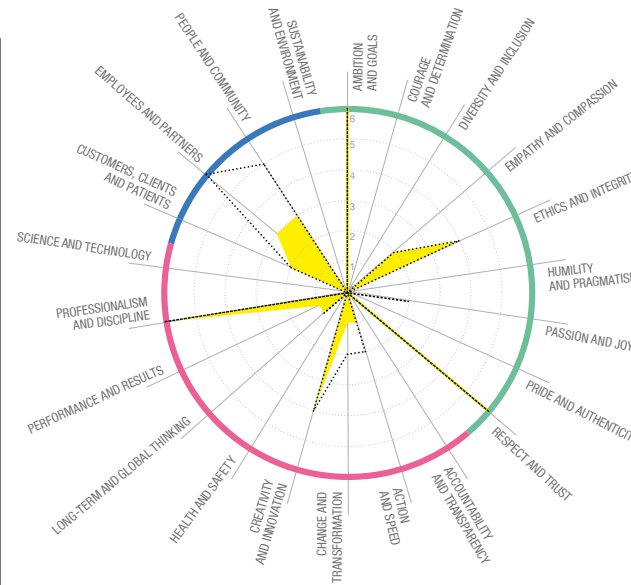 AMBITION
AND GOALS
COURAGE
AND DETERMINATION
DIVERSITY AND INCLUSION
EMPATHY AND COMPASSION
ETHICS AND INTEGRIT
HUMILITY
AND PRAGMATISM
PASSION AND JOY
PRIDE AND AUTHENTICIT
RESPECT AND TRUST
ACCOUNTABILITY
AND TRANSPARENCY
ACTION
AND SPEED
CHANGE AND
TRANSFORMATION
CREATIVITY
AND INNOVATION
HEALTH AND SAFETY
LONG-TERM AND GLOBAL THINKING
PERFORMANCE AND RESULTS
PROFESSIONALISM
AND DISCIPLINE
SCIENCE AND TECHNOLOGY
CUSTOMERS, CLIENTS
AND PATIENTS
EMPLOYEES AND PARTNERS
PEOPLE AND COMMUNITY
SUSTAINABILITY
AND ENVIRONMENT
6
5
4
3
2
1